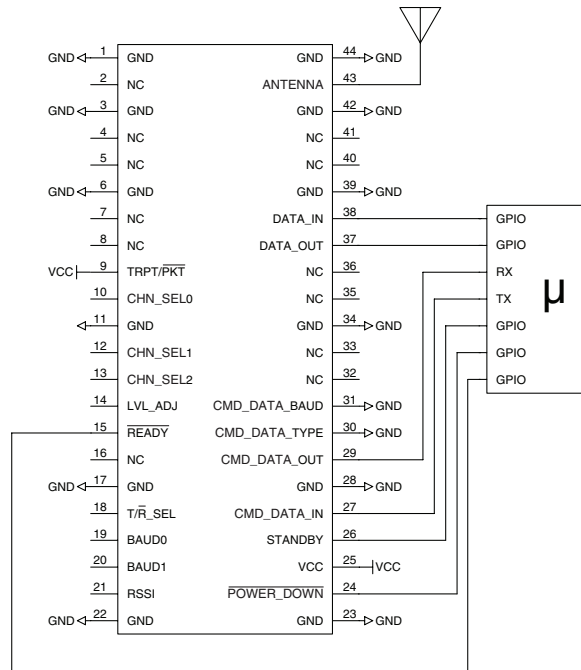 GND 1 GND GND 44 GND
2 NC ANTENNA 43
GND 3 GND GND 42 GND
4 NC NC 41
5 NC NC 40
GND 6 GND GND 39 GND
7 NC DATA_IN 38 GPIO
8 NC DATA_OUT 37 GPIO
VCC 9 TRPT/PKT NC 36 RX
10 CHN_SEL0 NC 35 TX
µ
11 GND GND 34 GND GPIO
12 CHN_SEL1 NC 33 GPIO
13 CHN_SEL2 NC 32 GPIO
14 LVL_ADJ CMD_DATA_BAUD 31 GND
15 READY CMD_DATA_TYPE 30 GND
16 NC CMD_DATA_OUT 29
GND 17 GND GND 28 GND
18 T/R_SEL CMD_DATA_IN 27
19 BAUD0 STANDBY 26
20 BAUD1 VCC 25 VCC
21 RSSI POWER_DOWN 24
GND 22 GND GND 23 GND